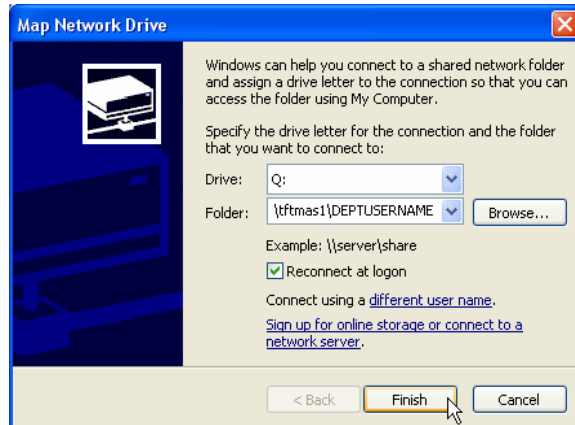 Map Network Drive
Windows can help you connect to a shared network folder
and assign a drive letter to the connection so that you can
access the folder using My Computer.
Specify the drive letter for the connection and the folder
that you want to connect to:
Drive: Q:
Folder: \tftmas1\DEPTUSERNAME Browse...
Example: \\server\share
Reconnect at logon
Connect using a different user name.
Sign up for online storage or connect to a
network server.
< Back Finish Cancel